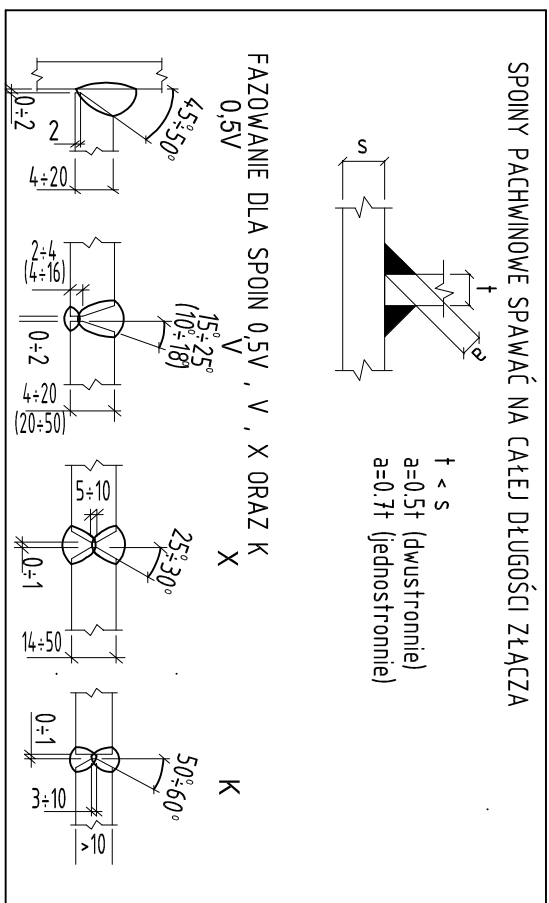 SPOINY PACHWINOWE SPAWAĆ NA CAŁEJ DŁUGOŚCI ZŁĄCZA
s
t
a
t < s
a=0.5t (dwustronnie)
a=0.7t (jednostronnie)
FAZOWANIE DLA SPOIN 0,5V , V , X ORAZ K
0,5V
45°÷50°
0÷2
2
4÷20
V
15°÷25°
(10°÷18°)
2÷4
(4÷16)
0÷2
4÷20
(20÷50)
X
25°÷30°
5÷10
0÷1
14÷50
K
50°÷60°
0÷1
3÷10
>10